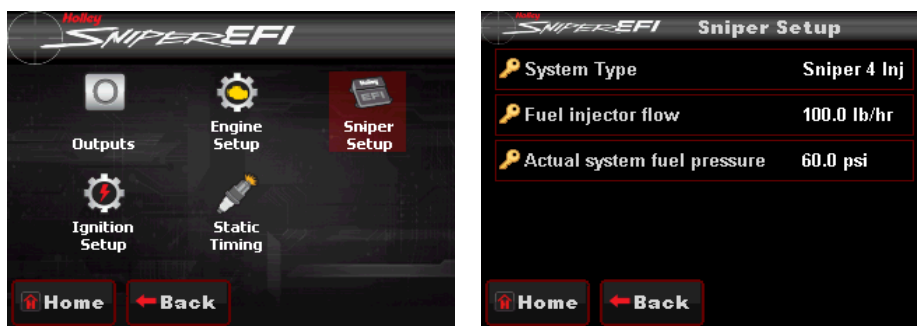 Holley
SNIPER EFI
Outputs
Engine
Setup
EFI
Sniper
Setup
Ignition
Setup
Static
Timing
Home
Back
Holley
SNIPER EFI
Sniper Setup
System Type
Sniper 4 Inj
Fuel injector flow
100.0 lb/hr
Actual system fuel pressure
60.0 psi
Home
Back